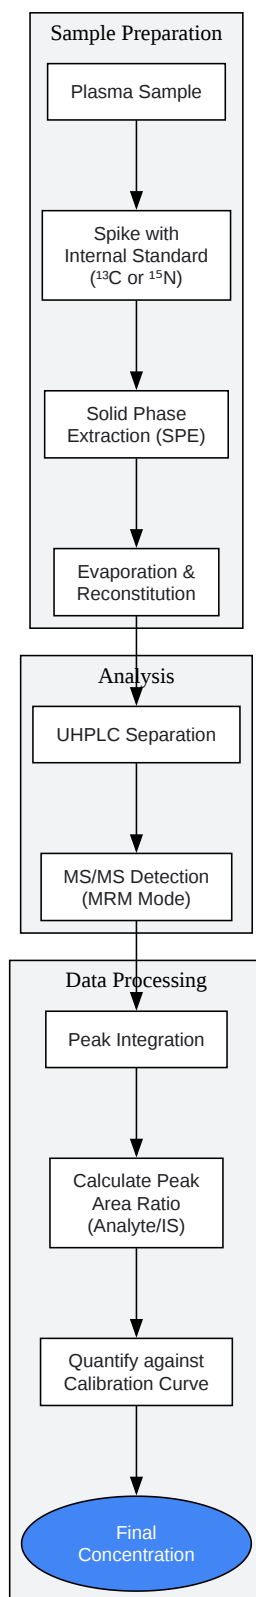 Sample Preparation
Plasma Sample
Spike with
Internal Standard
(¹³C or ¹⁵N)
Solid Phase
Extraction (SPE)
Evaporation &
Reconstitution
Analysis
UHPLC Separation
MS/MS Detection
(MRM Mode)
Data Processing
Peak Integration
Calculate Peak
Area Ratio
(Analyte/IS)
Quantify against
Calibration Curve
Final
Concentration